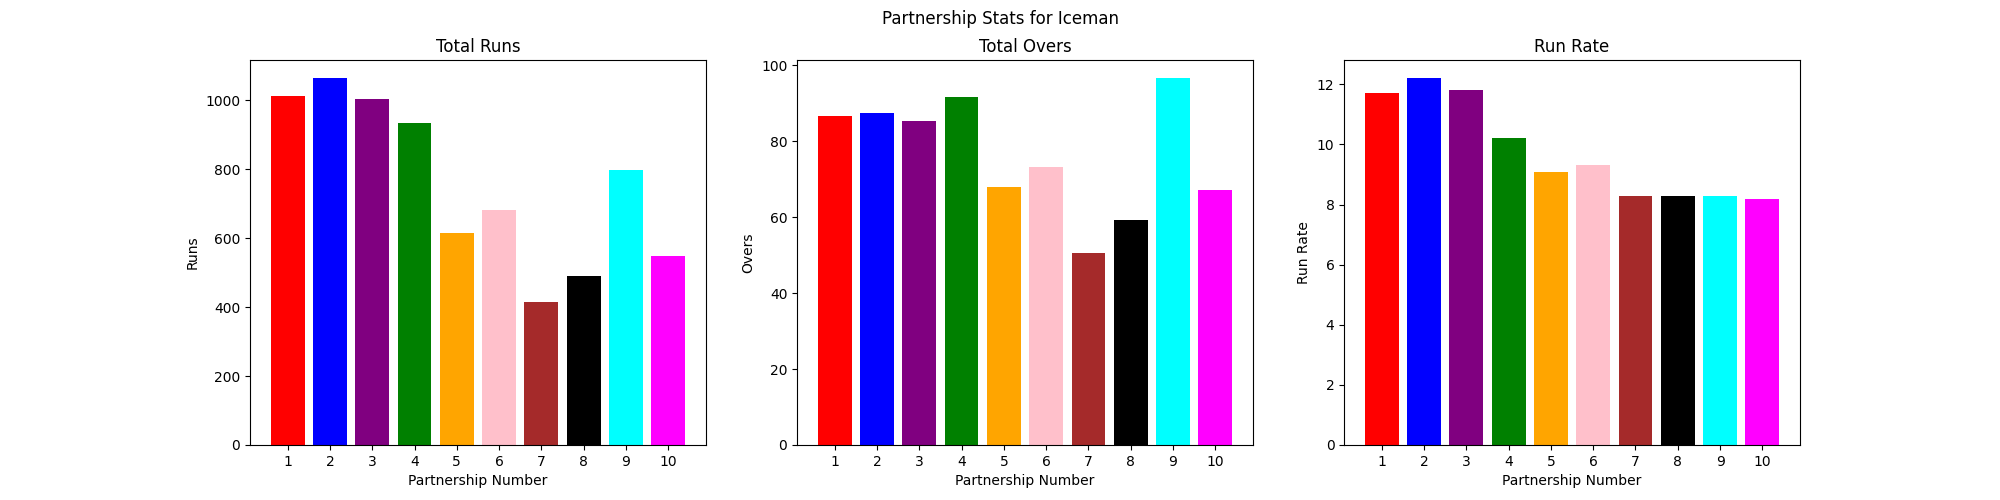 Partnership Stats for Iceman
Total Runs
Runs
1000
800
600
400
200
0
1 2 3 4 5 6 7 8 9 10
Partnership Number
Total Overs
Overs
100
80
60
40
20
0
1 2 3 4 5 6 7 8 9 10
Partnership Number
Run Rate
Run Rate
12
10
8
6
4
2
0
1 2 3 4 5 6 7 8 9 10
Partnership Number